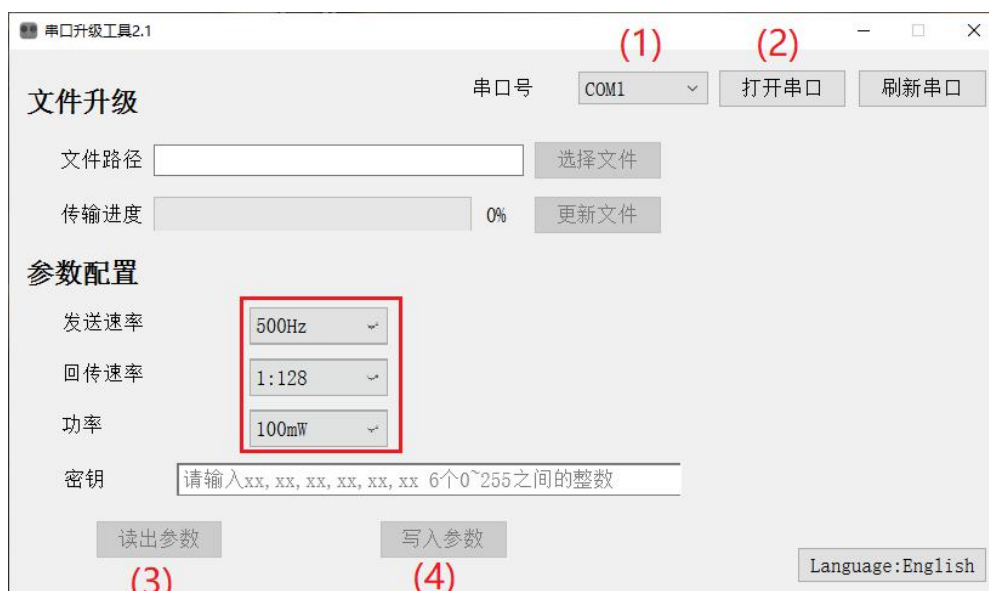 串口升级工具2.1
(1) (2)
串口号 COM1 打开串口 刷新串口
文件升级
文件路径 选择文件
传输进度 0% 更新文件
参数配置
发送速率 500Hz
回传速率 1:128
功率 100mW
密钥 请输入xx,xx,xx,xx,xx,xx 6个0~255之间的整数
读出参数 写入参数
Language:English
(3) (4)